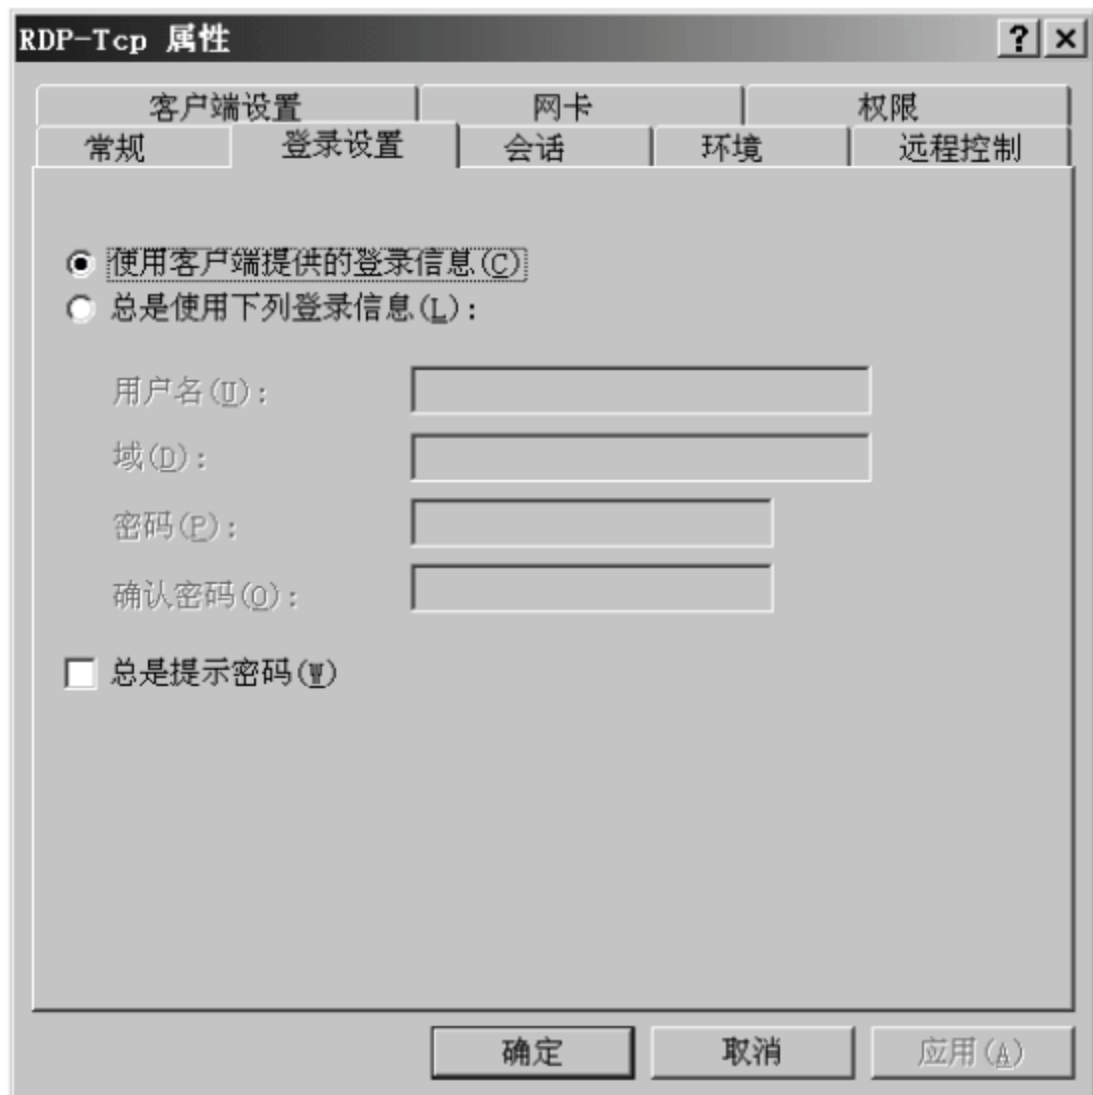 RDP-Tcp 属性
客户端设置 网卡 权限
常规 登录设置 会话 环境 远程控制
使用客户端提供的登录信息(C)
总是使用下列登录信息(L):
用户名(U):
域(D):
密码(P):
确认密码(O):
总是提示密码(W)
确定 取消 应用(A)